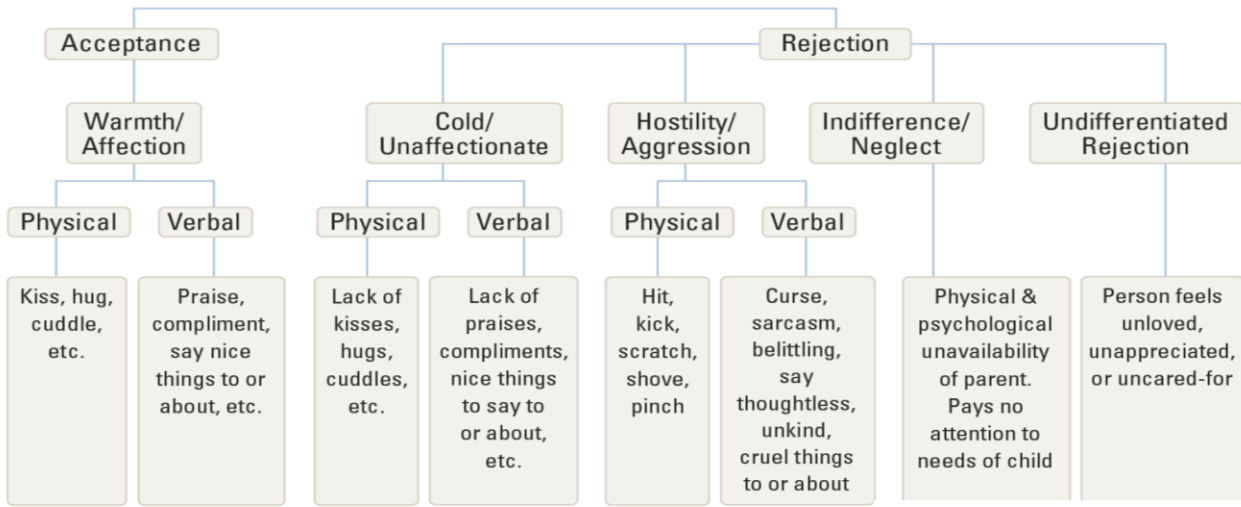 Acceptance
Rejection
Warmth/
Affection
Cold/
Unaffectionate
Hostility/
Aggression
Indifference/
Neglect
Undifferentiated
Rejection
Physical
Verbal
Physical
Verbal
Physical
Verbal
Kiss, hug,
cuddle,
etc.
Praise,
compliment,
say nice
things to or
about, etc.
Lack of
kisses,
hugs,
cuddles,
etc.
Lack of
praises,
compliments,
nice things
to say to
or about,
etc.
Hit,
kick,
scratch,
shove,
pinch
Curse,
sarcasm,
belittling,
say
thoughtless,
unkind,
cruel things
to or about
Physical &
psychological
unavailability
of parent.
Pays no
attention to
needs of child
Person feels
unloved,
unappreciated,
or uncared-for